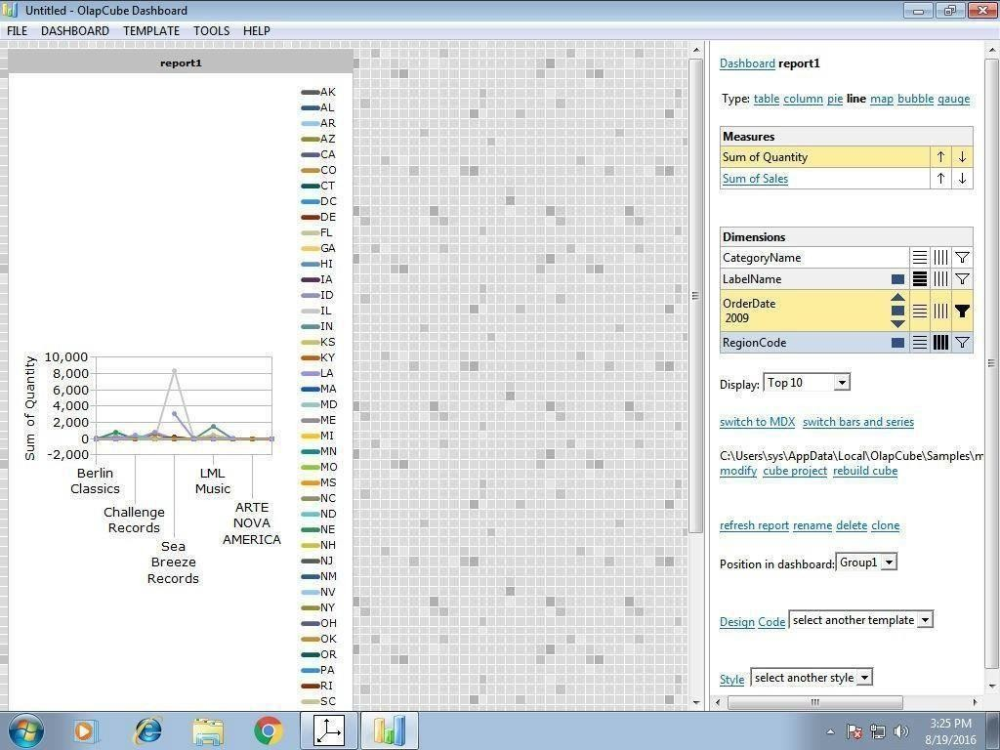 Untitled - OlapCube Dashboard
FILE DASHBOARD TEMPLATE TOOLS HELP
report1
AK
AL
AR
AZ
CA
CO
CT
DC
DE
FL
GA
HI
IA
ID
IL
IN
KS
KY
LA
MA
MD
ME
MI
MN
MO
MS
NC
ND
NE
NH
NJ
NM
NV
NY
OH
OK
OR
PA
RI
SC
Sum of Quantity
10,000
8,000
6,000
4,000
2,000
0
-2,000
Berlin
Classics
Challenge
Records
Sea
Breeze
Records
LML
Music
ARTE
NOVA
AMERICA
Dashboard report1
Type: table column pie line map bubble gauge
Measures
Sum of Quantity ↑ ↓
Sum of Sales ↑ ↓
Dimensions
CategoryName
LabelName
OrderDate
2009
RegionCode
Display: Top 10
switch to MDX switch bars and series
C:\Users\sys\AppData\Local\OlapCube\Samples\m
modify cube project rebuild cube
refresh report rename delete clone
Position in dashboard: Group1
Design Code select another template
Style select another style
3:25 PM
8/19/2016